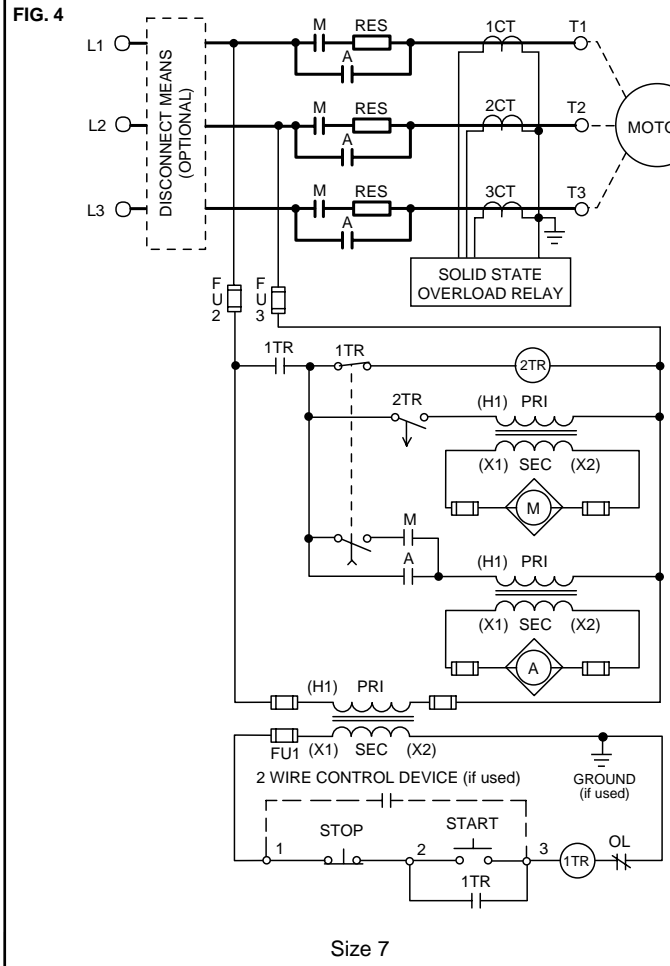 FIG. 4
M RES 1CT T1
L1
A
M RES 2CT T2
L2
A
MOTO
M RES 3CT T3
L3
A
DISCONNECT MEANS
(OPTIONAL)
SOLID STATE
OVERLOAD RELAY
FU2
FU3
1TR 1TR
2TR
2TR
(H1) PRI
(X1) SEC (X2)
M
M
A
(H1) PRI
(X1) SEC (X2)
A
(H1) PRI
FU1 (X1) SEC (X2)
GROUND
(if used)
2 WIRE CONTROL DEVICE (if used)
STOP START
1 2 3
1TR
OL
1TR
Size 7